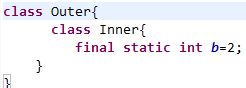 class Outer{
class Inner{
final static int b=2;
}
}